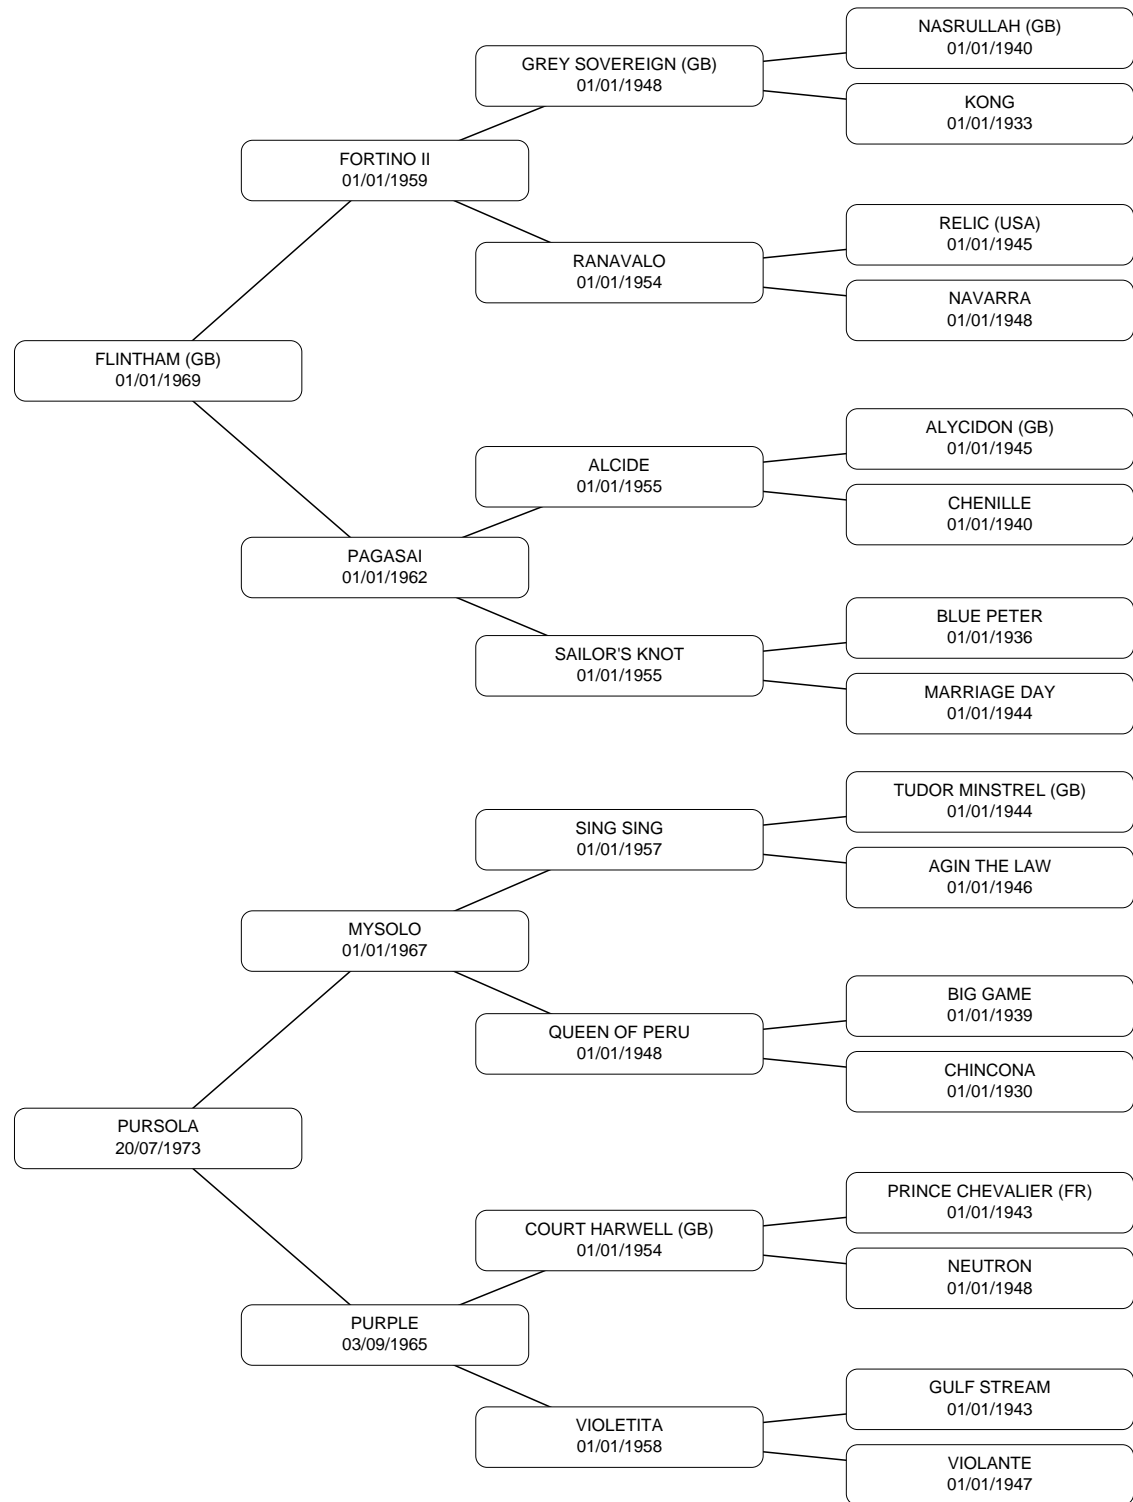 NASRULLAH (GB)
01/01/1940
GREY SOVEREIGN (GB)
01/01/1948
KONG
01/01/1933
FORTINO II
01/01/1959
RELIC (USA)
01/01/1945
RANAVALO
01/01/1954
NAVARRA
01/01/1948
FLINTHAM (GB)
01/01/1969
ALYCIDON (GB)
01/01/1945
ALCIDE
01/01/1955
CHENILLE
01/01/1940
PAGASAI
01/01/1962
BLUE PETER
01/01/1936
SAILOR'S KNOT
01/01/1955
MARRIAGE DAY
01/01/1944
TUDOR MINSTREL (GB)
01/01/1944
SING SING
01/01/1957
AGIN THE LAW
01/01/1946
MYSOLO
01/01/1967
BIG GAME
01/01/1939
QUEEN OF PERU
01/01/1948
CHINCONA
01/01/1930
PURSOLA
20/07/1973
PRINCE CHEVALIER (FR)
01/01/1943
COURT HARWELL (GB)
01/01/1954
NEUTRON
01/01/1948
PURPLE
03/09/1965
GULF STREAM
01/01/1943
VIOLETITA
01/01/1958
VIOLANTE
01/01/1947